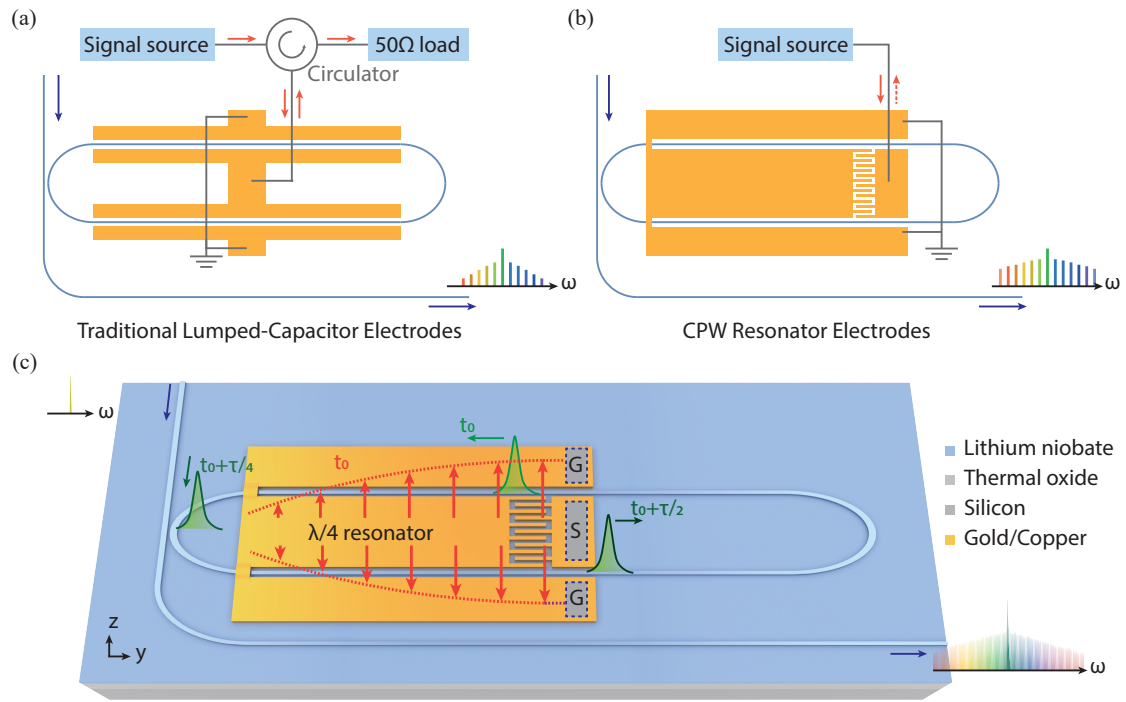 (a)
Signal source
50Ω load
Circulator
ω
Traditional Lumped-Capacitor Electrodes
(b)
Signal source
ω
CPW Resonator Electrodes
(c)
ω
t₀+τ/4
t₀
t₀
G
λ/4 resonator
S
t₀+τ/2
G
z
y
ω
Lithium niobate
Thermal oxide
Silicon
Gold/Copper